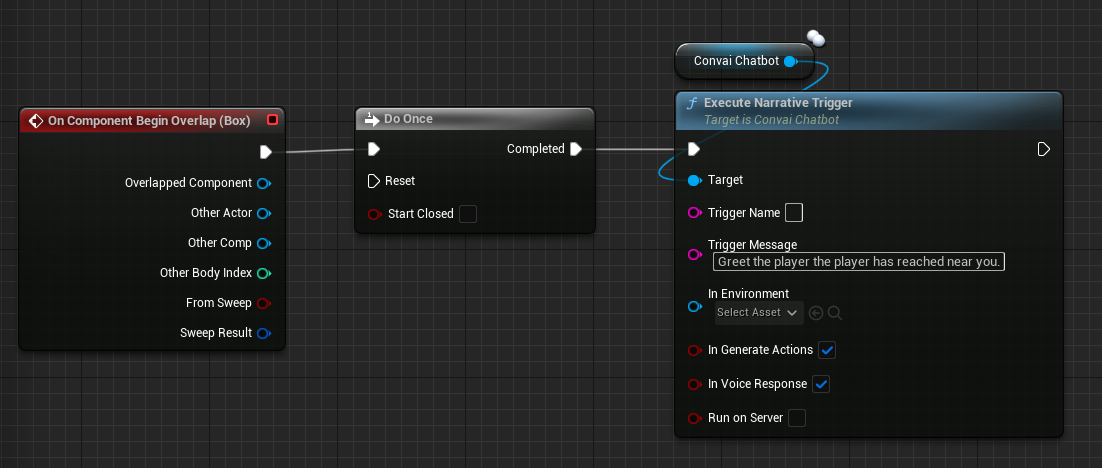 Convai Chatbot
On Component Begin Overlap (Box)
Overlapped Component
Other Actor
Other Comp
Other Body Index
From Sweep
Sweep Result
Do Once
Completed
Reset
Start Closed
Execute Narrative Trigger
Target is Convai Chatbot
Target
Trigger Name
Trigger Message
Greet the player the player has reached near you.
In Environment
Select Asset
In Generate Actions
In Voice Response
Run on Server